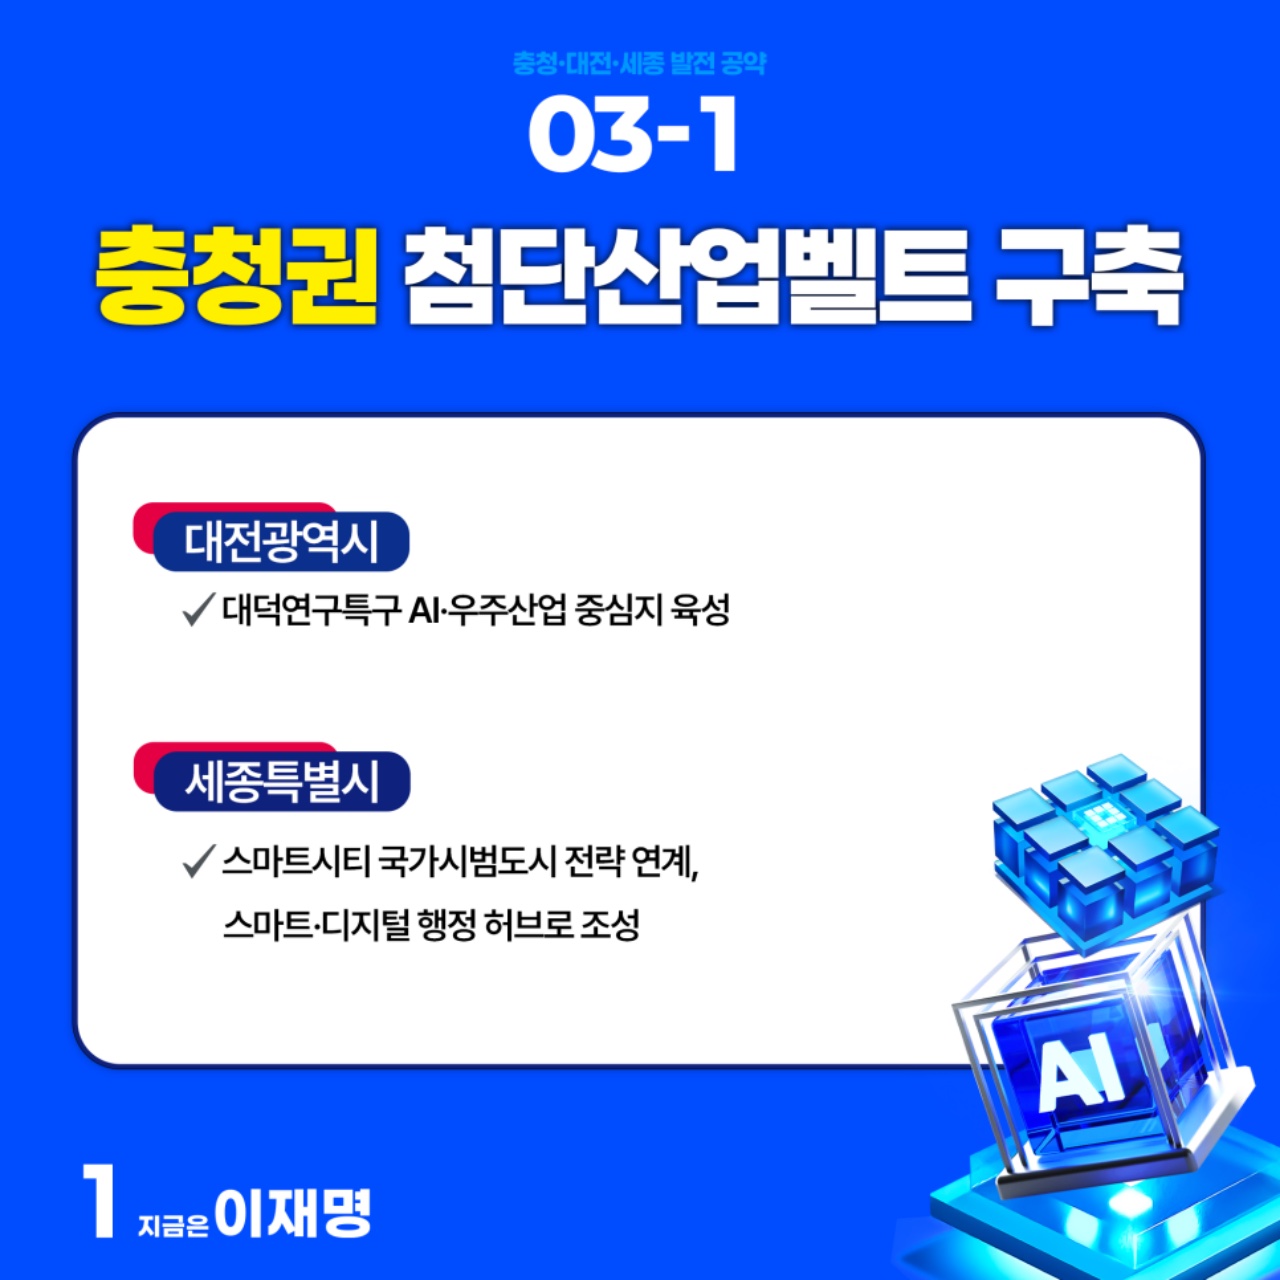 충청·대전·세종 발전 공약
03-1
충청권 첨단산업벨트 구축
대전광역시
대덕연구특구 AI·우주산업 중심지 육성
세종특별시
스마트시티 국가시범도시 전략 연계,
스마트·디지털 행정 허브로 조성
AI
1 지금은 이재명